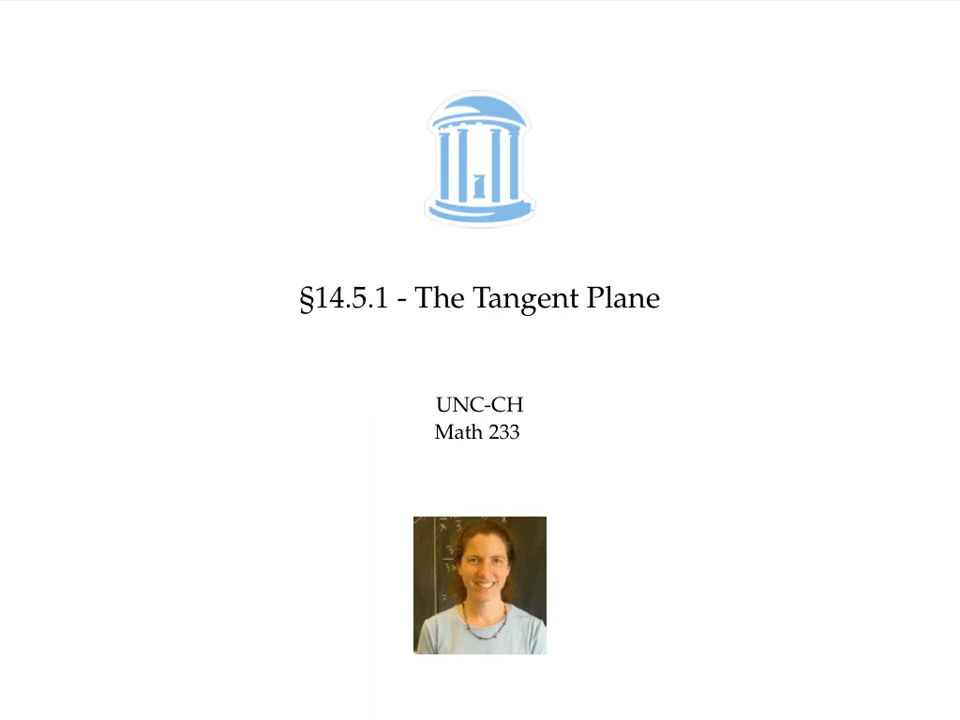 §14.5.1 - The Tangent Plane
UNC-CH
Math 233